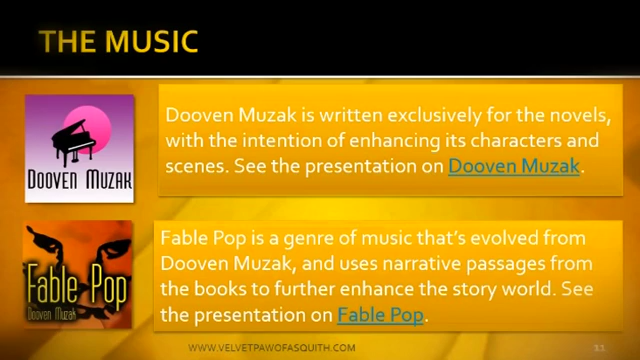 THE MUSIC
DOOVEN MUZAK
Dooven Muzak is written exclusively for the novels,
with the intention of enhancing its characters and
scenes. See the presentation on Dooven Muzak.
Fable Pop
Dooven Muzak
Fable Pop is a genre of music that's evolved from
Dooven Muzak, and uses narrative passages from
the books to further enhance the story world. See
the presentation on Fable Pop.
WWW.VELVETPAWOFASQUITH.COM
11